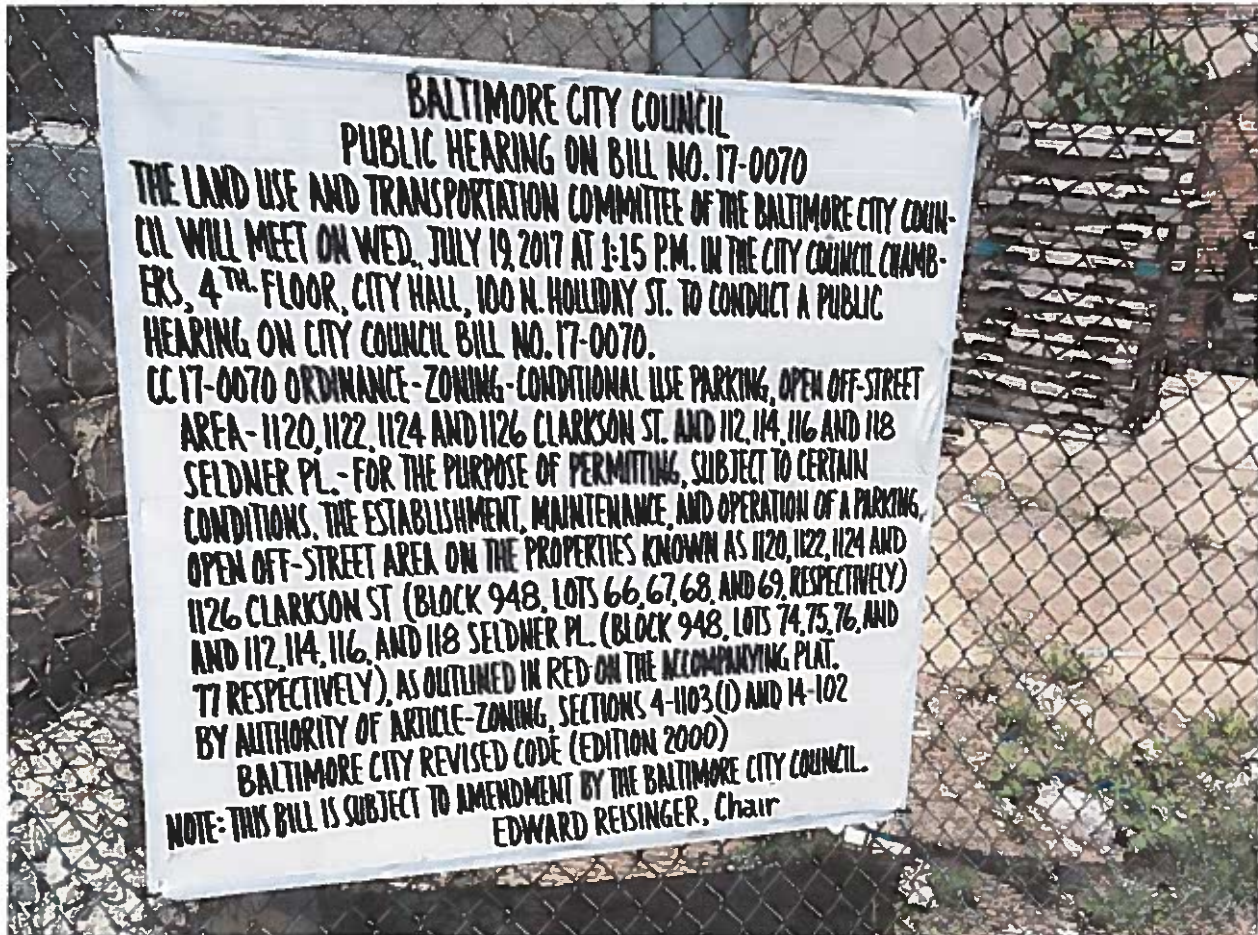 BALTIMORE CITY COUNCIL
PUBLIC HEARING ON BILL NO. 17-0070
THE LAND USE AND TRANSPORTATION COMMITTEE OF THE BALTIMORE CITY COUN-
CIL WILL MEET ON WED., JULY 19, 2017 AT 1:15 P.M. IN THE CITY COUNCIL CHAMB-
ERS, 4TH. FLOOR, CITY HALL, 100 N. HOLLIDAY ST. TO CONDUCT A PUBLIC
HEARING ON CITY COUNCIL BILL NO. 17-0070.
CC 17-0070 ORDINANCE-ZONING-CONDITIONAL USE PARKING, OPEN OFF-STREET
AREA-1120, 1122, 1124 AND 1126 CLARKSON ST. AND 112, 114, 116 AND 118
SELDNER PL.-FOR THE PURPOSE OF PERMITTING, SUBJECT TO CERTAIN
CONDITIONS, THE ESTABLISHMENT, MAINTENANCE, AND OPERATION OF A PARKING,
OPEN OFF-STREET AREA ON THE PROPERTIES KNOWN AS 1120, 1122, 1124 AND
1126 CLARKSON ST (BLOCK 948, LOTS 66, 67, 68, AND 69, RESPECTIVELY)
AND 112, 114, 116, AND 118 SELDNER PL. (BLOCK 948, LOTS 74, 75, 76, AND
77 RESPECTIVELY), AS OUTLINED IN RED ON THE ACCOMPANYING PLAT.
BY AUTHORITY OF ARTICLE-ZONING, SECTIONS 4-1103(1) AND 14-102
BALTIMORE CITY REVISED CODE (EDITION 2000)
NOTE: THIS BILL IS SUBJECT TO AMENDMENT BY THE BALTIMORE CITY COUNCIL.
EDWARD REISINGER, Chair